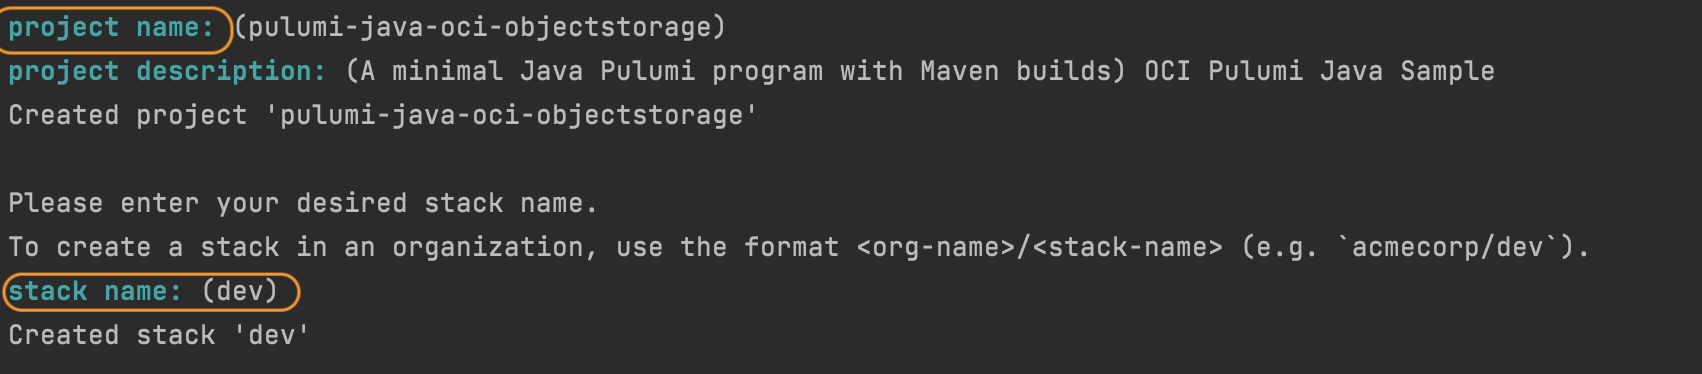 project name: (pulumi-java-oci-objectstorage)
project description: (A minimal Java Pulumi program with Maven builds) OCI Pulumi Java Sample
Created project 'pulumi-java-oci-objectstorage'
Please enter your desired stack name.
To create a stack in an organization, use the format <org-name>/<stack-name> (e.g. `acmecorp/dev`).
stack name: (dev)
Created stack 'dev'